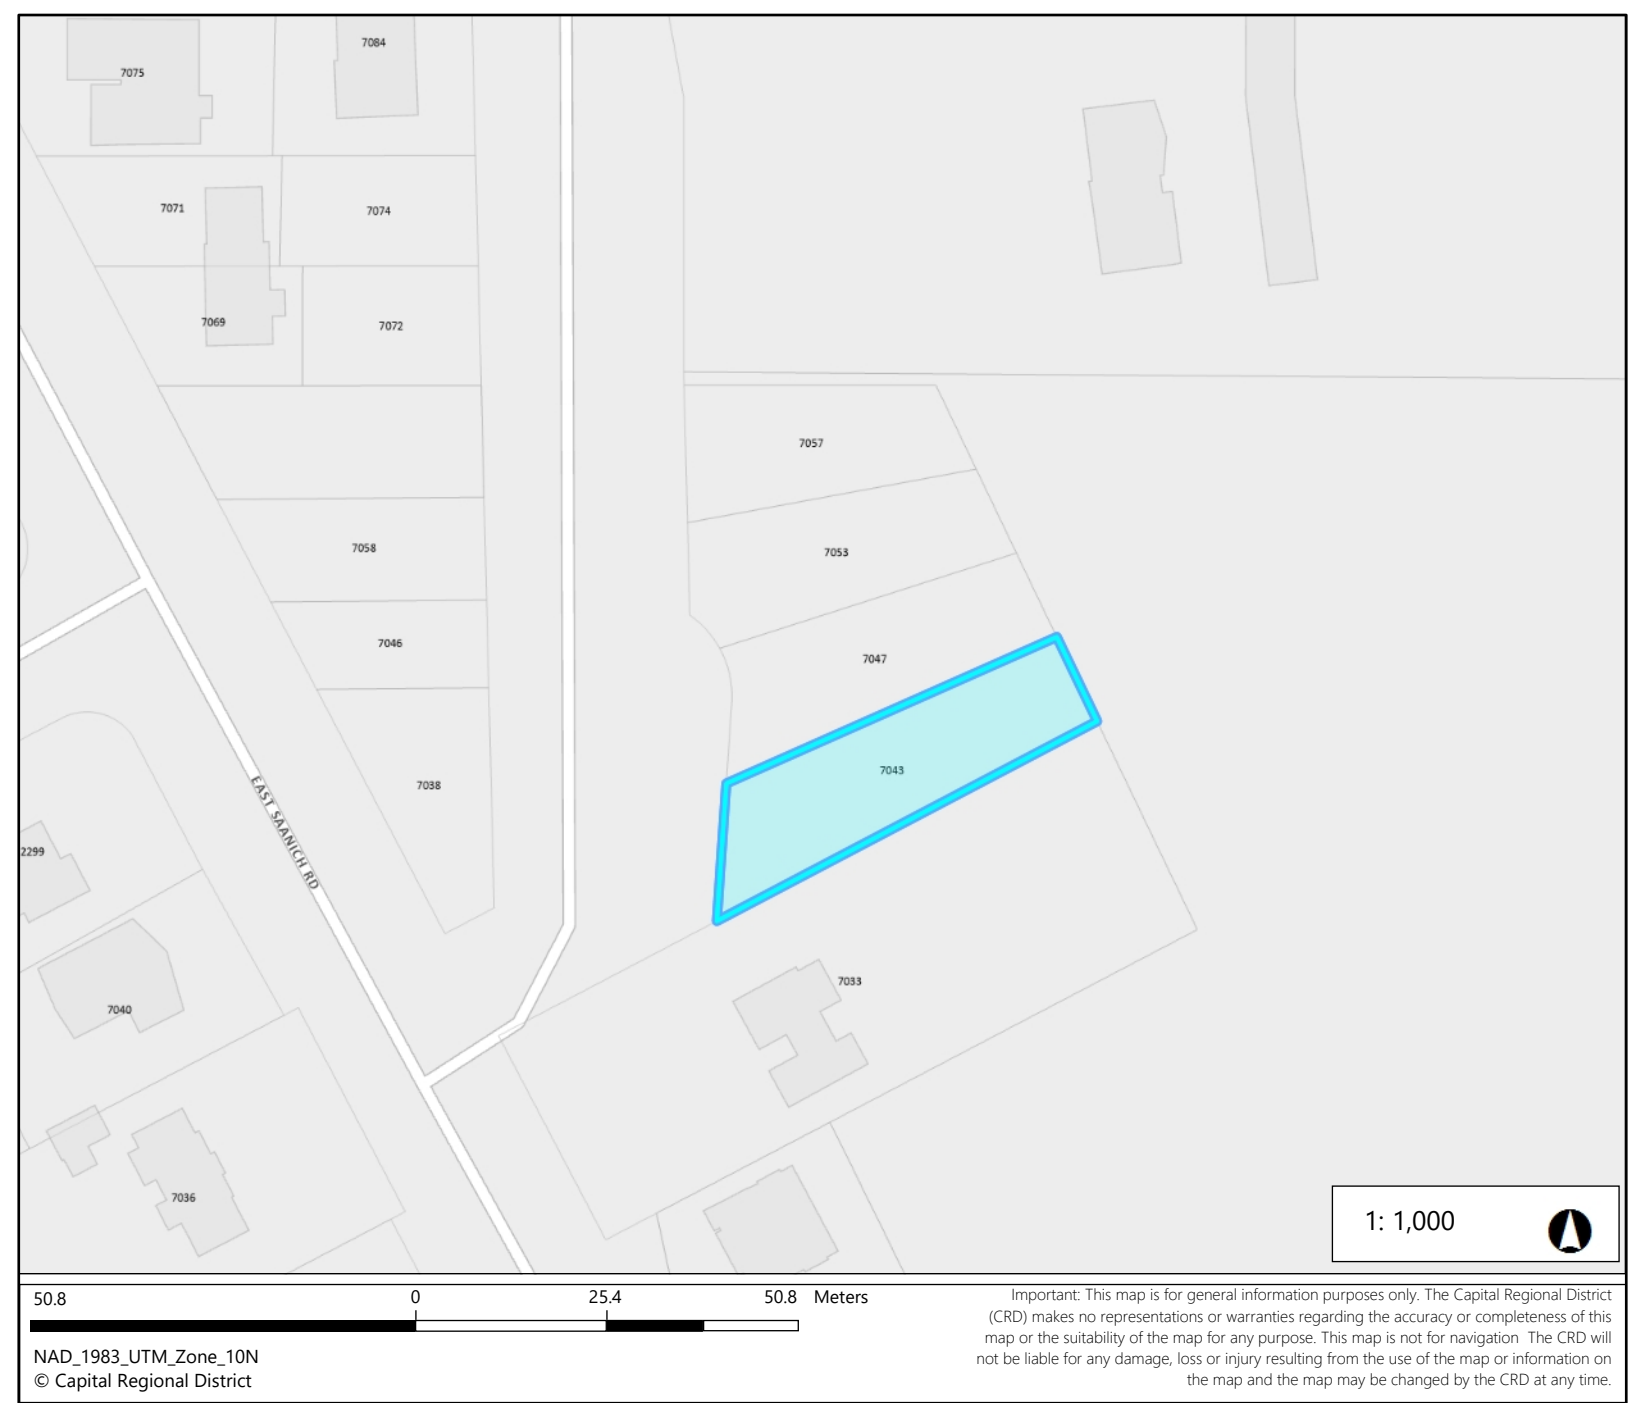 7084
7075
7071
7074
7069
7072
7057
7058
7053
7046
7047
7043
7038
EAST SAANICH RD
2299
7033
7040
7036
1: 1,000
50.8 0 25.4 50.8 Meters
NAD_1983_UTM_Zone_10N
© Capital Regional District
Important: This map is for general information purposes only. The Capital Regional District
(CRD) makes no representations or warranties regarding the accuracy or completeness of this
map or the suitability of the map for any purpose. This map is not for navigation The CRD will
not be liable for any damage, loss or injury resulting from the use of the map or information on
the map and the map may be changed by the CRD at any time.